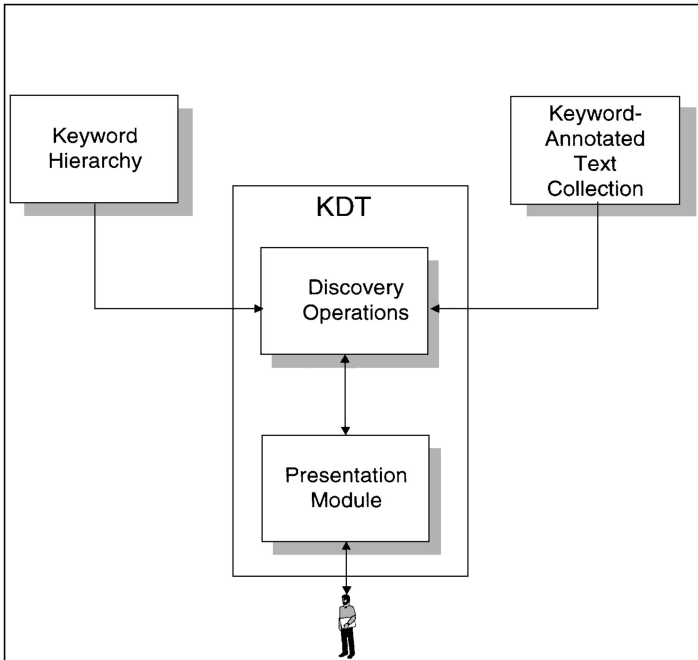 Keyword
Hierarchy
Keyword-
Annotated
Text
Collection
KDT
Discovery
Operations
Presentation
Module